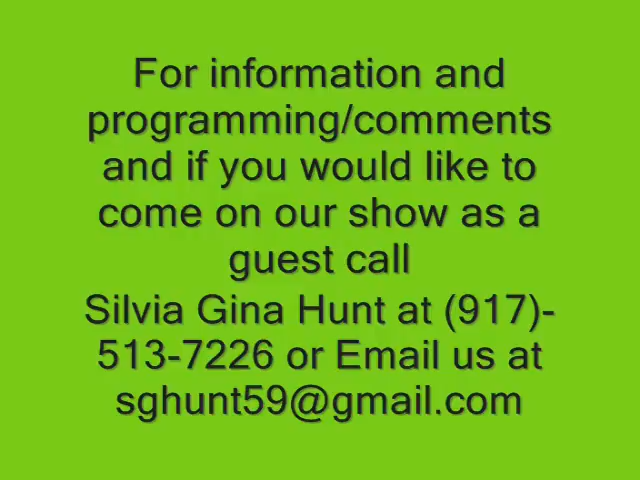 For information and
programming/comments
and if you would like to
come on our show as a
guest call
Silvia Gina Hunt at (917)-
513-7226 or Email us at
sghunt59@gmail.com